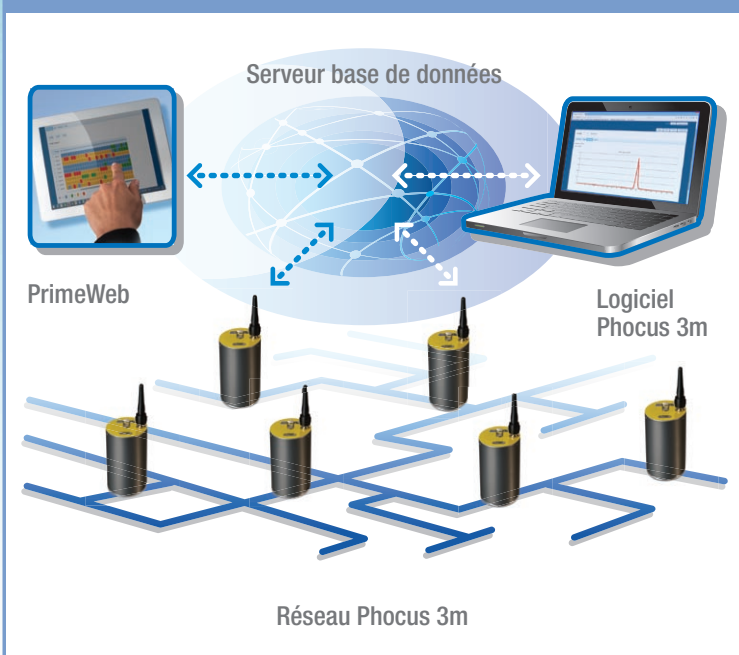 Serveur base de données
PrimeWeb
Logiciel
Phocus 3m
Réseau Phocus 3m